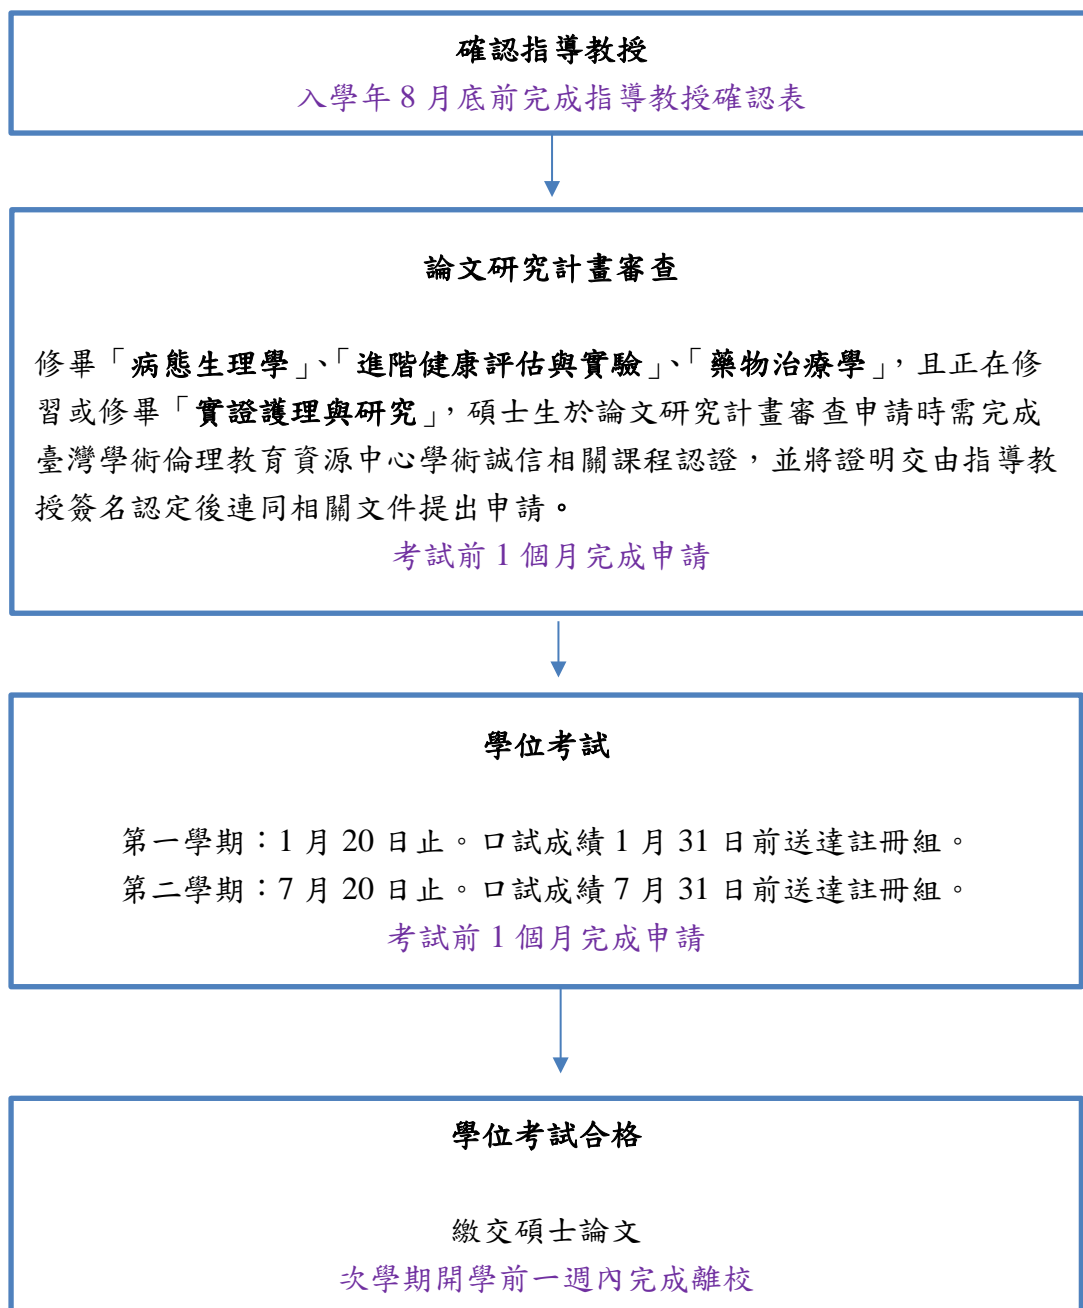 確認指導教授
入學年 8 月底前完成指導教授確認表
論文研究計畫審查
修畢「病態生理學」、「進階健康評估與實驗」、「藥物治療學」，且正在修
習或修畢「實證護理與研究」，碩士生於論文研究計畫審查申請時需完成
臺灣學術倫理教育資源中心學術誠信相關課程認證，並將證明交由指導教
授簽名認定後連同相關文件提出申請。
考試前 1 個月完成申請
學位考試
第一學期：1 月 20 日止。口試成績 1 月 31 日前送達註冊組。
第二學期：7 月 20 日止。口試成績 7 月 31 日前送達註冊組。
考試前 1 個月完成申請
學位考試合格
繳交碩士論文
次學期開學前一週內完成離校